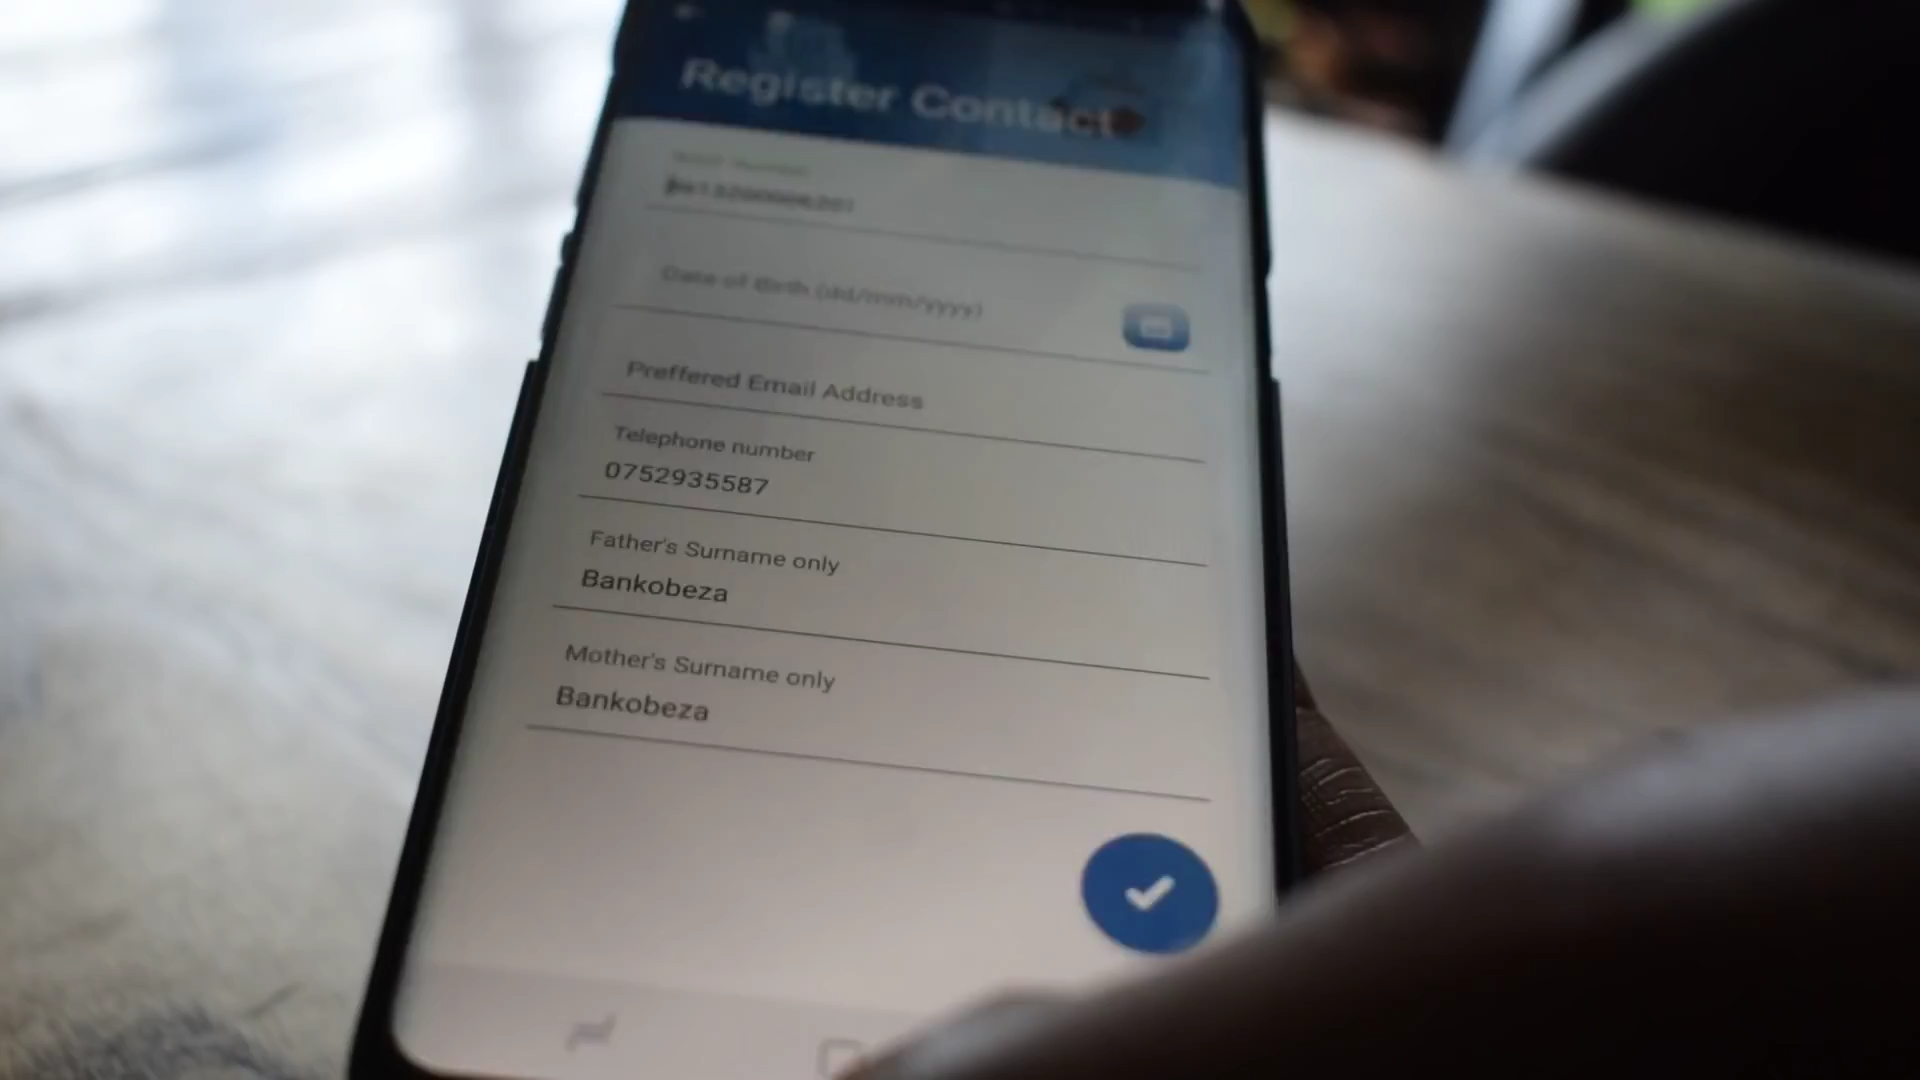 Register Contact
Date of Birth (dd/mm/yyyy)
Preffered Email Address
Telephone number
0752935587
Father's Surname only
Bankobeza
Mother's Surname only
Bankobeza